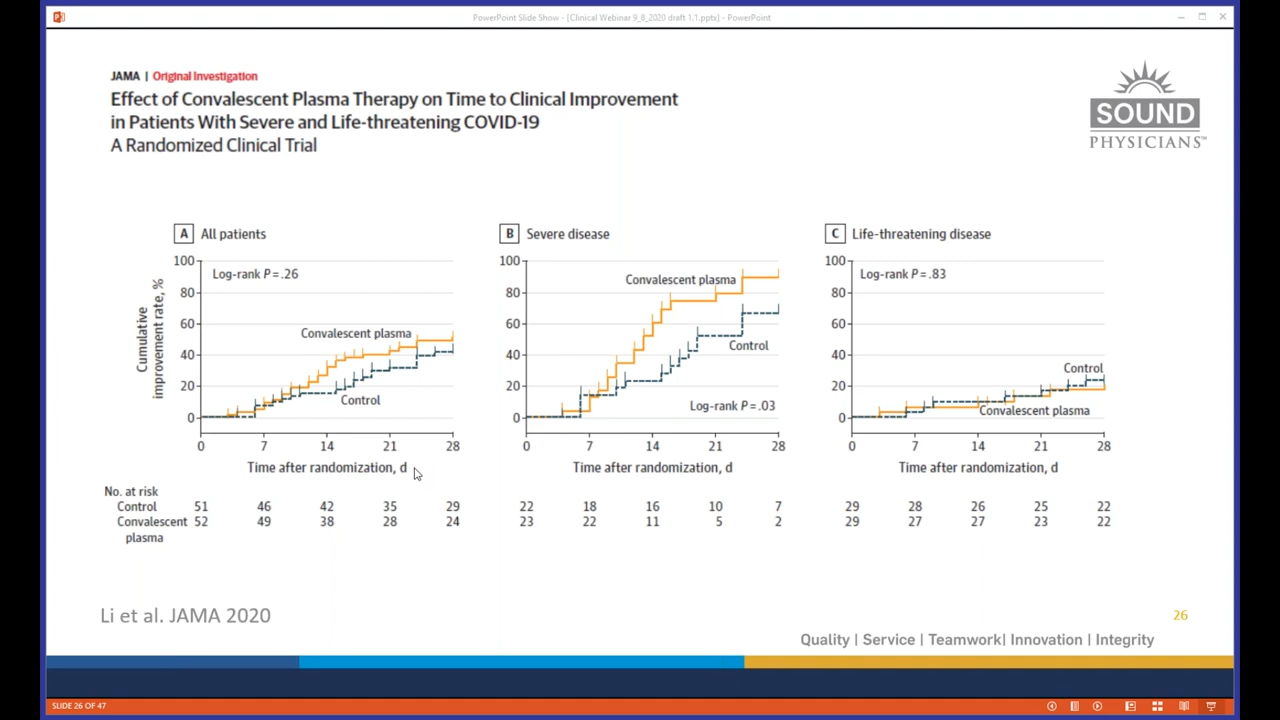 PowerPoint Slide Show - [Clinical Webinar 9_8_2020 draft 1.1.ppts] - PowerPoint
JAMA | Original Investigation
Effect of Convalescent Plasma Therapy on Time to Clinical Improvement
in Patients With Severe and Life-threatening COVID-19
A Randomized Clinical Trial
SOUND
PHYSICIANS™
A All patients
Log-rank P = .26
Convalescent plasma
Control
Cumulative
improvement rate, %
100
80
60
40
20
0
0 7 14 21 28
Time after randomization, d
B Severe disease
Convalescent plasma
Control
Log-rank P = .03
100
80
60
40
20
0
0 7 14 21 28
Time after randomization, d
C Life-threatening disease
Log-rank P = .83
Control
Convalescent plasma
100
80
60
40
20
0
0 7 14 21 28
Time after randomization, d
No. at risk
Control 51 46 42 35 29 22 18 16 10 7 29 28 26 25 22
Convalescent 52 49 38 28 24 23 22 11 5 2 29 27 27 23 22
plasma
Li et al. JAMA 2020
26
Quality | Service | Teamwork| Innovation | Integrity
SLIDE 26 OF 47